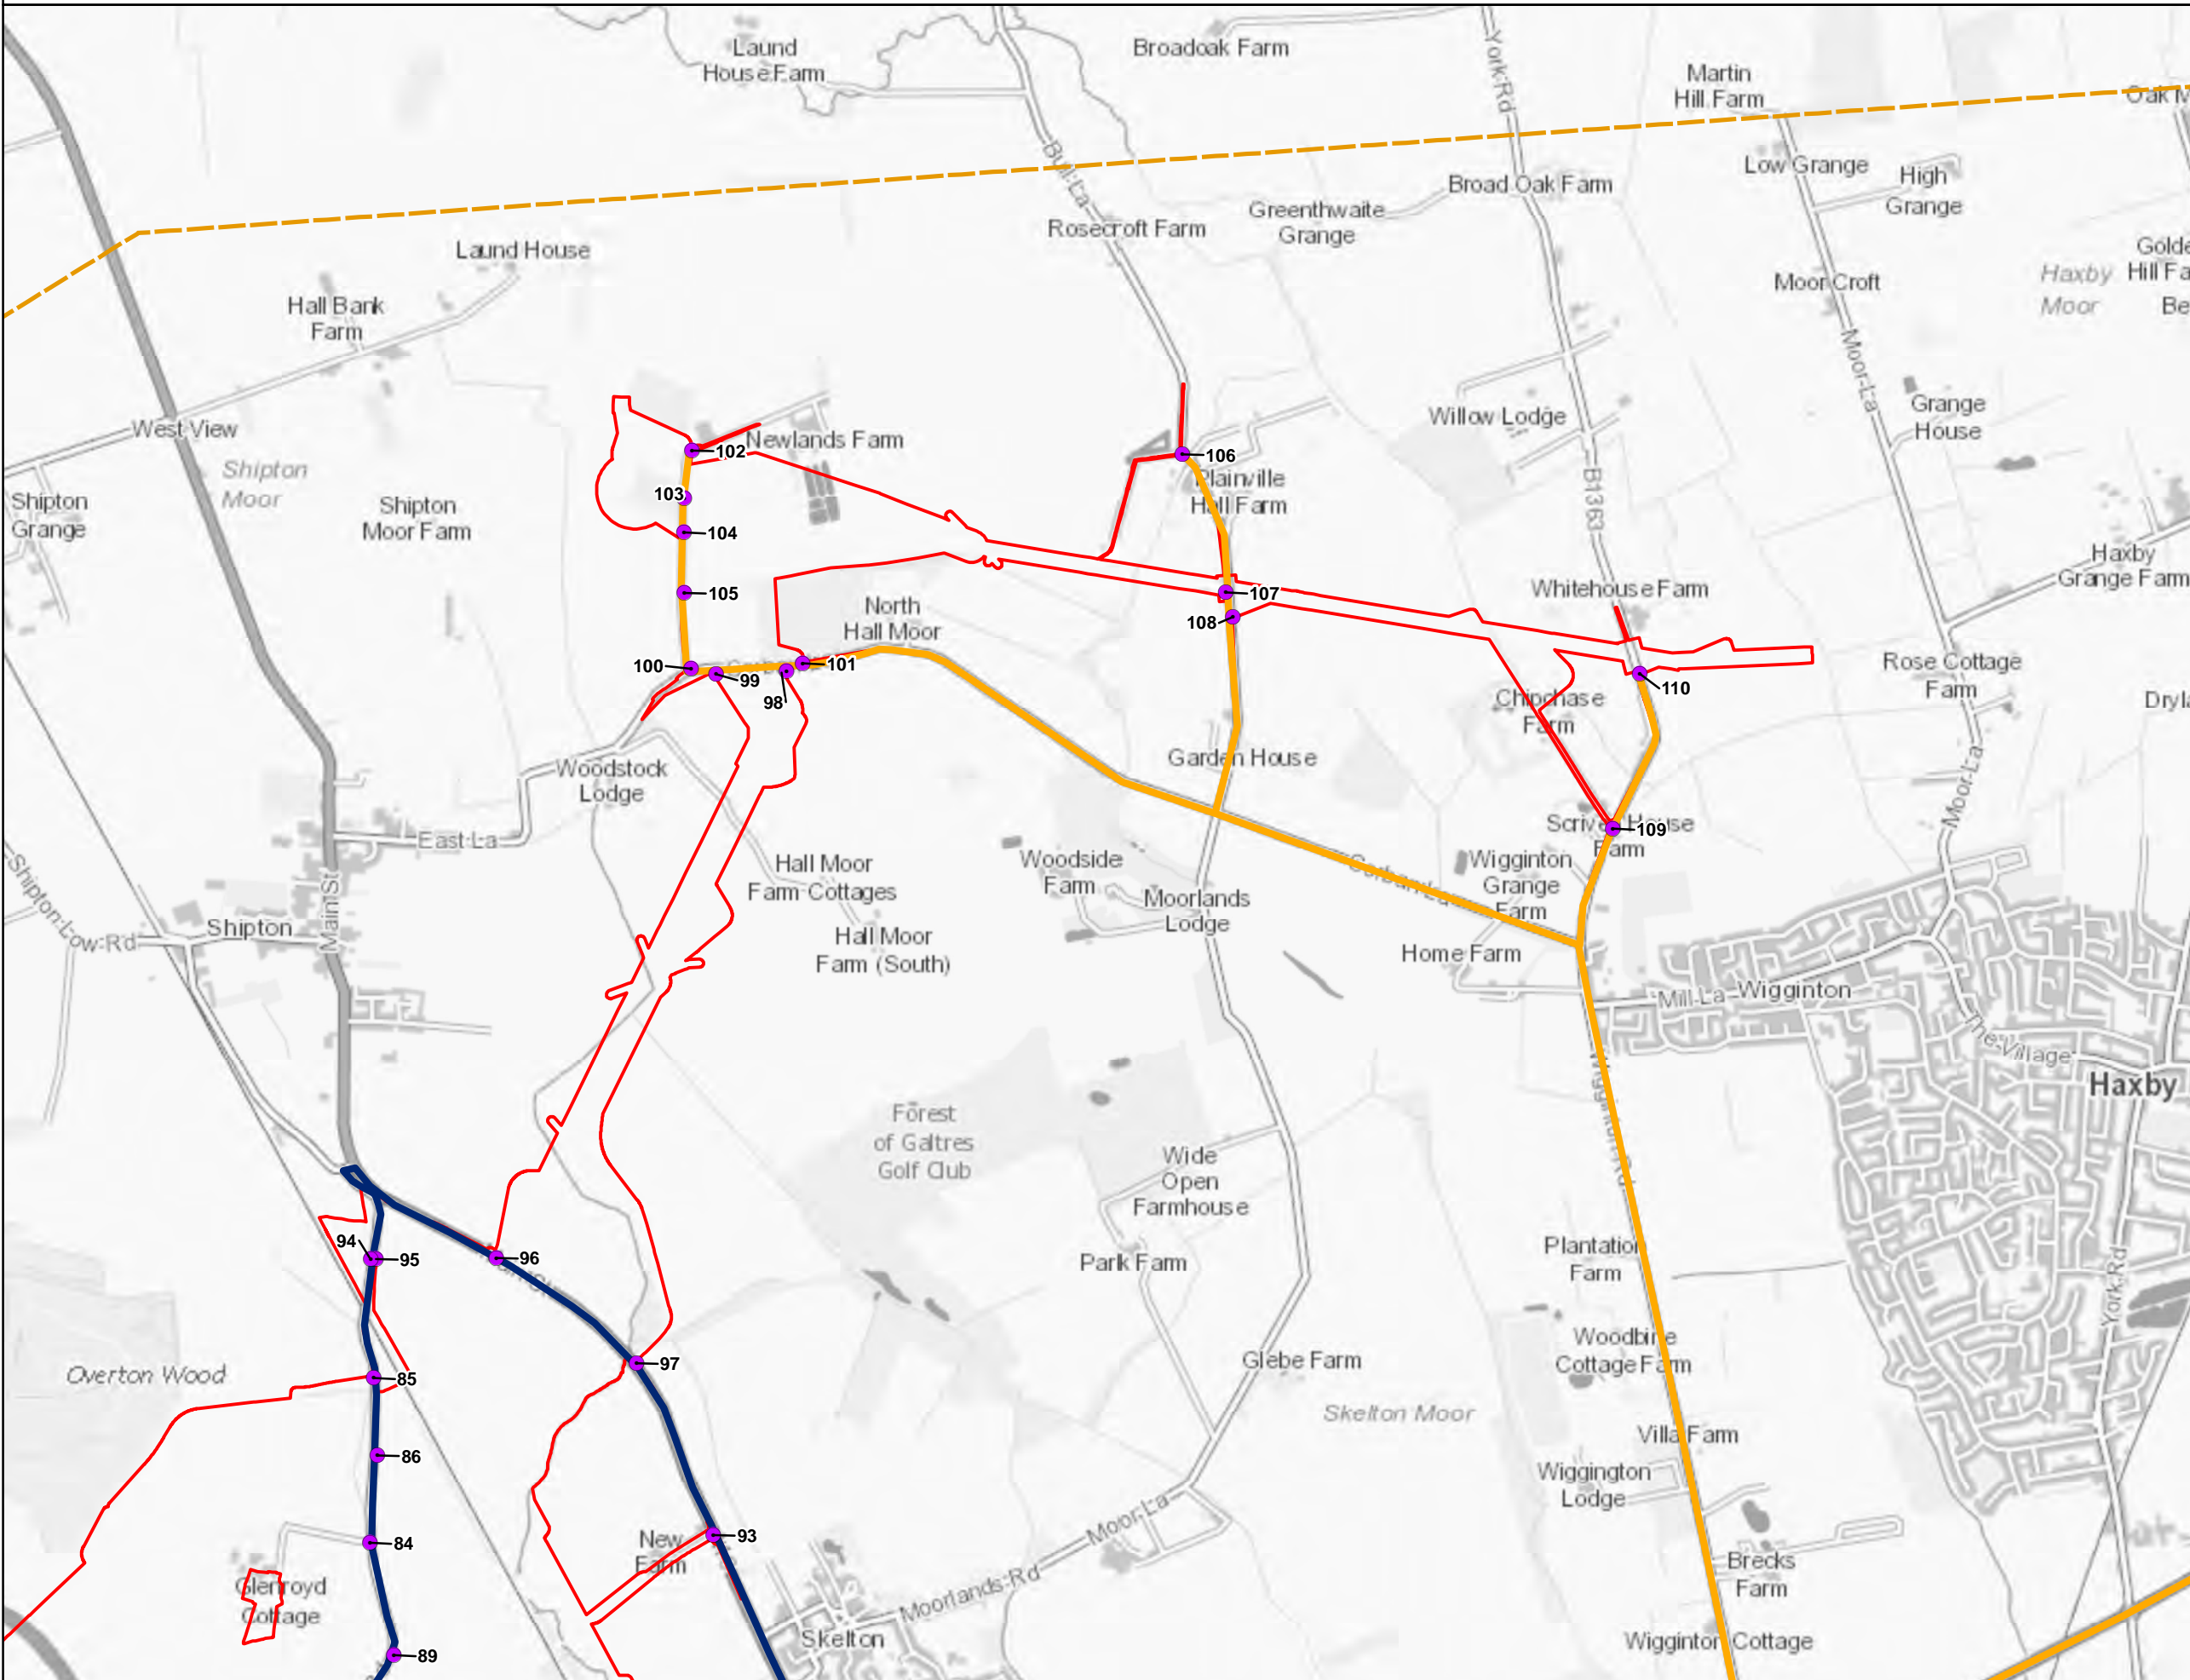 Laund
House Farm
Broadoak Farm
York Rd
Martin
Hill Farm
Bull La
Low Grange
High
Grange
Broad Oak Farm
Greenthwaite
Grange
Rosecroft Farm
Laund House
Hall Bank
Farm
Moor Croft
Haxby
Moor
West View
Shipton
Moor
Shipton
Grange
Shipton
Moor Farm
Newlands Farm
102
103
104
105
106
Plainville
Hall Farm
Willow Lodge
B1363
Moor La
Grange
House
Haxby
Grange Farm
Whitehouse Farm
107
108
North
Hall Moor
100
99
98
101
110
Chipchase
Farm
Rose Cottage
Farm
Garden House
Woodstock
Lodge
East La
Main St
Hall Moor
Farm Cottages
Hall Moor
Farm (South)
Woodside
Farm
Moorlands
Lodge
Corban La
Scriven House
Farm
109
Wigginton
Grange
Farm
Home Farm
Moor La
Shipton Low Rd
Shipton
Mill La
Wigginton
The Village
Haxby
Wigginton Rd
Forest
of Galtres
Golf Club
Wide
Open
Farmhouse
Park Farm
Plantation
Farm
94
95
96
97
85
86
84
89
93
Overton Wood
Glebe Farm
Skelton Moor
Woodbine
Cottage Farm
York Rd
Villa Farm
Wiggington
Lodge
Brecks
Farm
New
Farm
Moor La
Moorlands Rd
Glenroyd
Cottage
Skelton
Wigginton Cottage